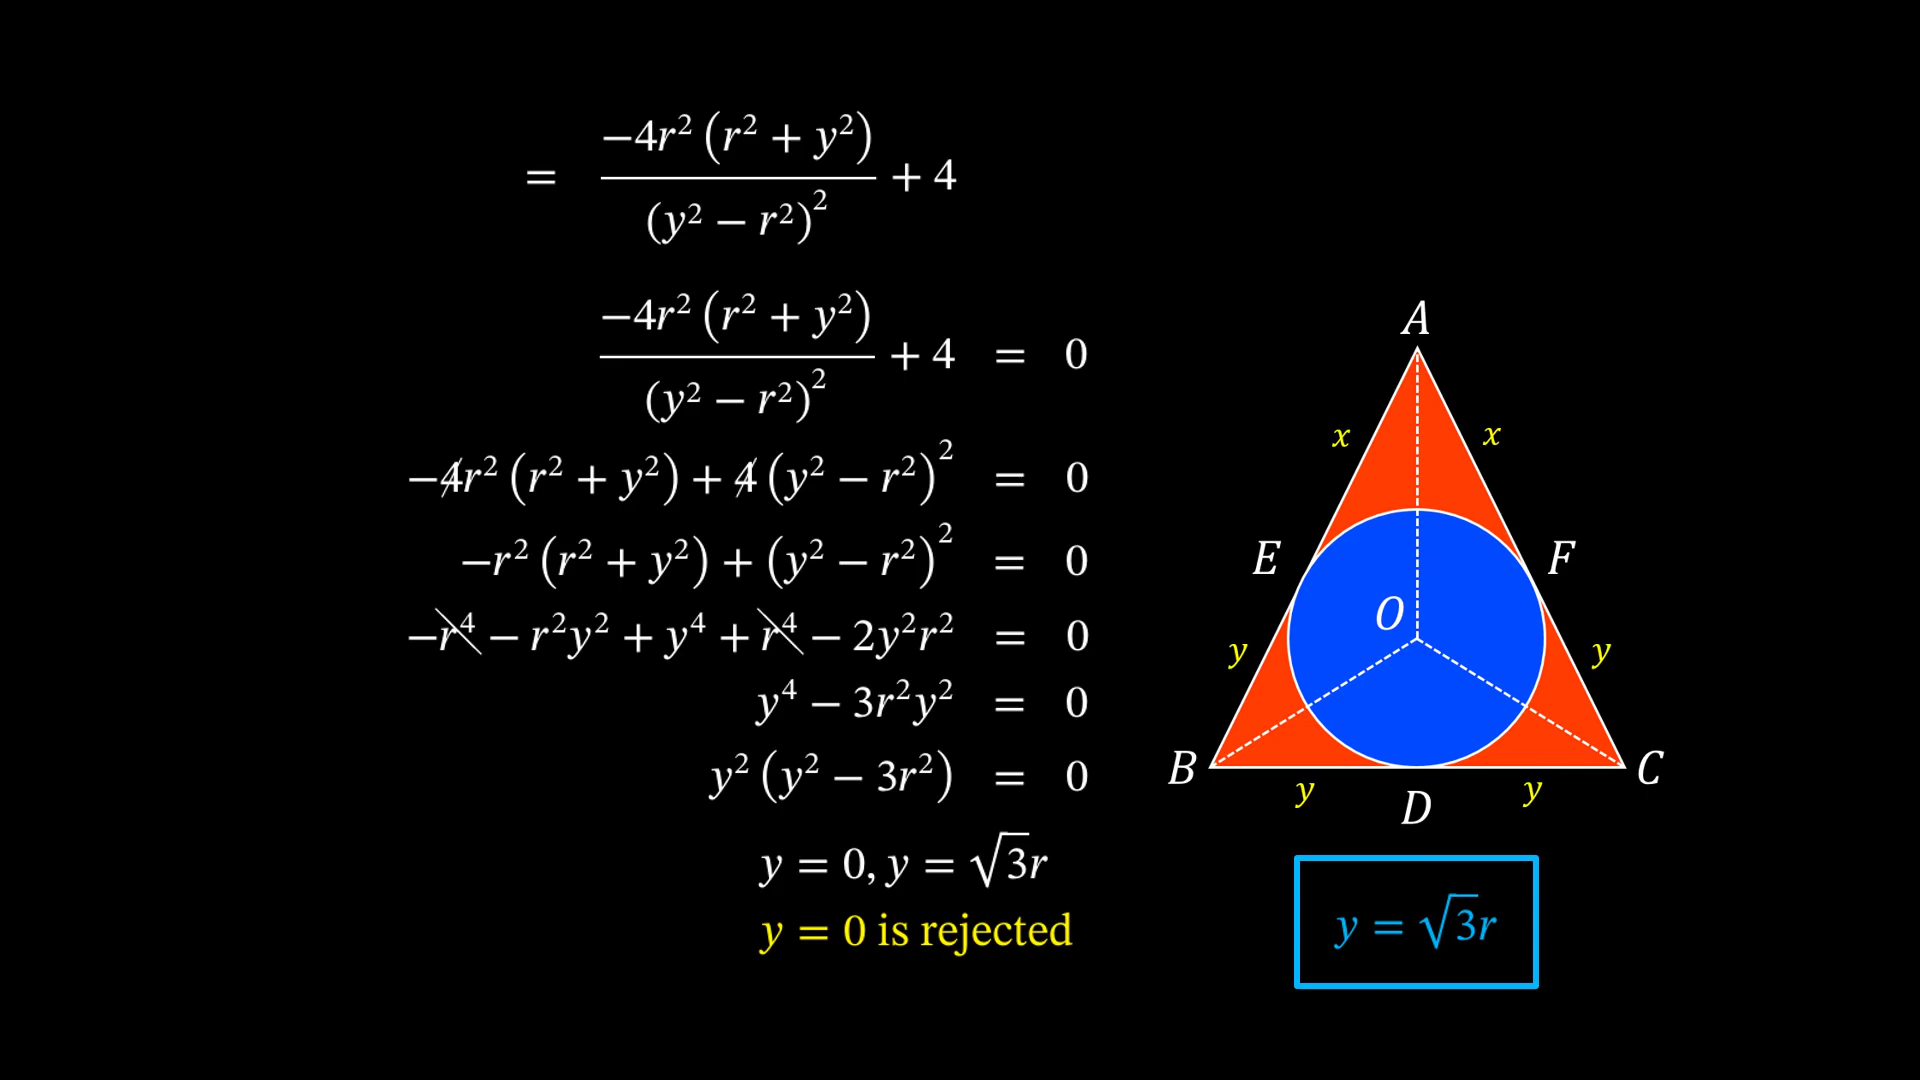 = −4r² (r² + y²) / (y² − r²)² + 4
−4r² (r² + y²) / (y² − r²)² + 4 = 0
−4r² (r² + y²) + 4 (y² − r²)² = 0
−r² (r² + y²) + (y² − r²)² = 0
−r⁴ − r²y² + y⁴ + r⁴ − 2y²r² = 0
y⁴ − 3r²y² = 0
y² (y² − 3r²) = 0
y = 0, y = √3r
y = 0 is rejected
A
x x
E F
O
y y
B C
y y
D
y = √3r